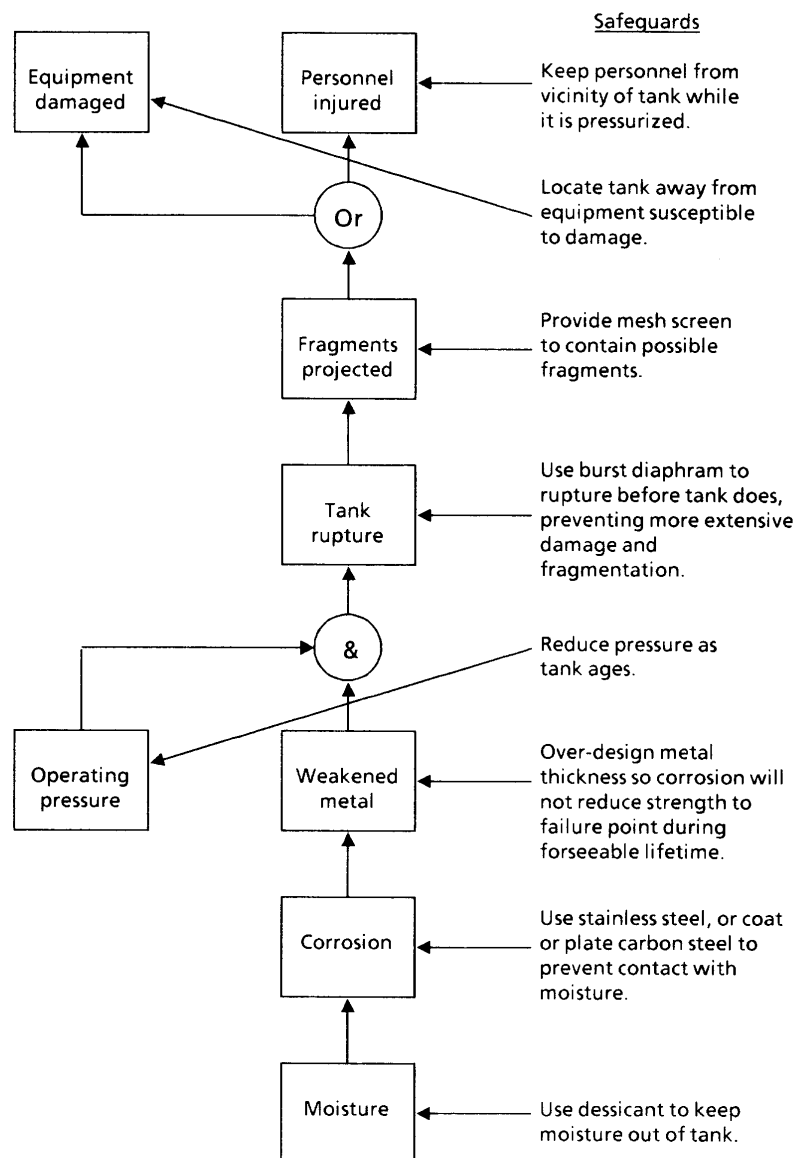 Safeguards
Equipment
damaged
Personnel
injured
Keep personnel from
vicinity of tank while
it is pressurized.
Or
Locate tank away from
equipment susceptible
to damage.
Fragments
projected
Provide mesh screen
to contain possible
fragments.
Tank
rupture
Use burst diaphram to
rupture before tank does,
preventing more extensive
damage and
fragmentation.
&
Reduce pressure as
tank ages.
Operating
pressure
Weakened
metal
Over-design metal
thickness so corrosion will
not reduce strength to
failure point during
forseeable lifetime.
Corrosion
Use stainless steel, or coat
or plate carbon steel to
prevent contact with
moisture.
Moisture
Use dessicant to keep
moisture out of tank.